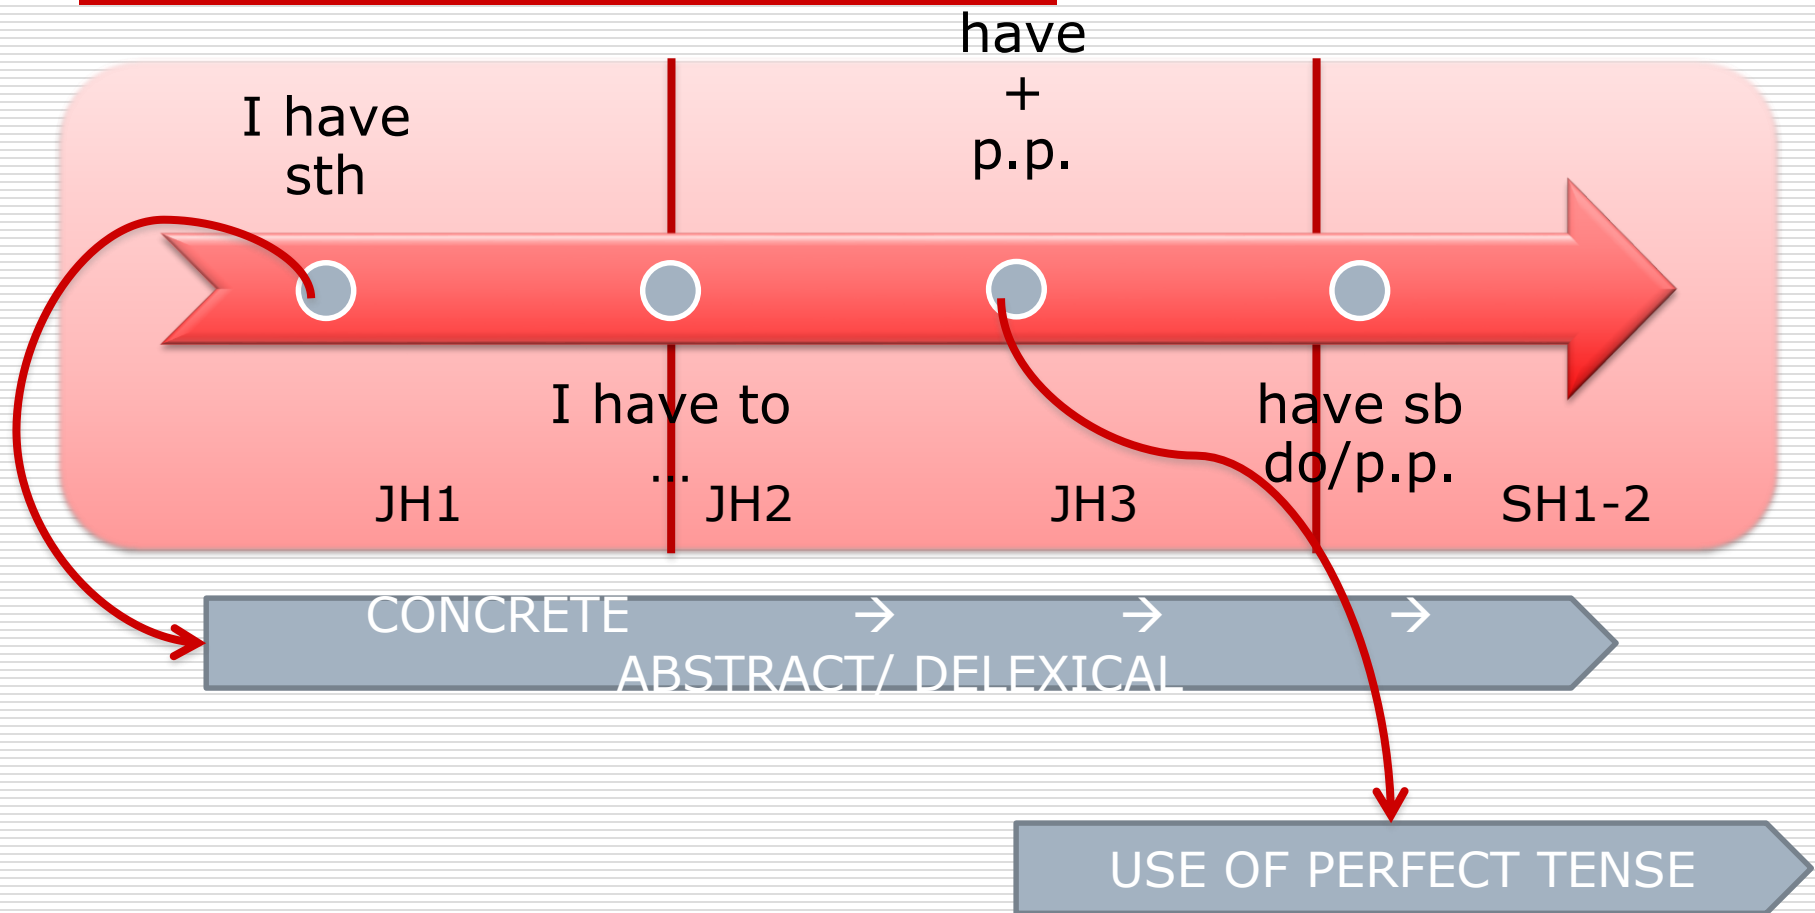 have
+
p.p.
I have
sth
I have to
...
have sb
do/p.p.
JH1
JH2
JH3
SH1-2
CONCRETE → → →
ABSTRACT/ DELEXICAL
USE OF PERFECT TENSE